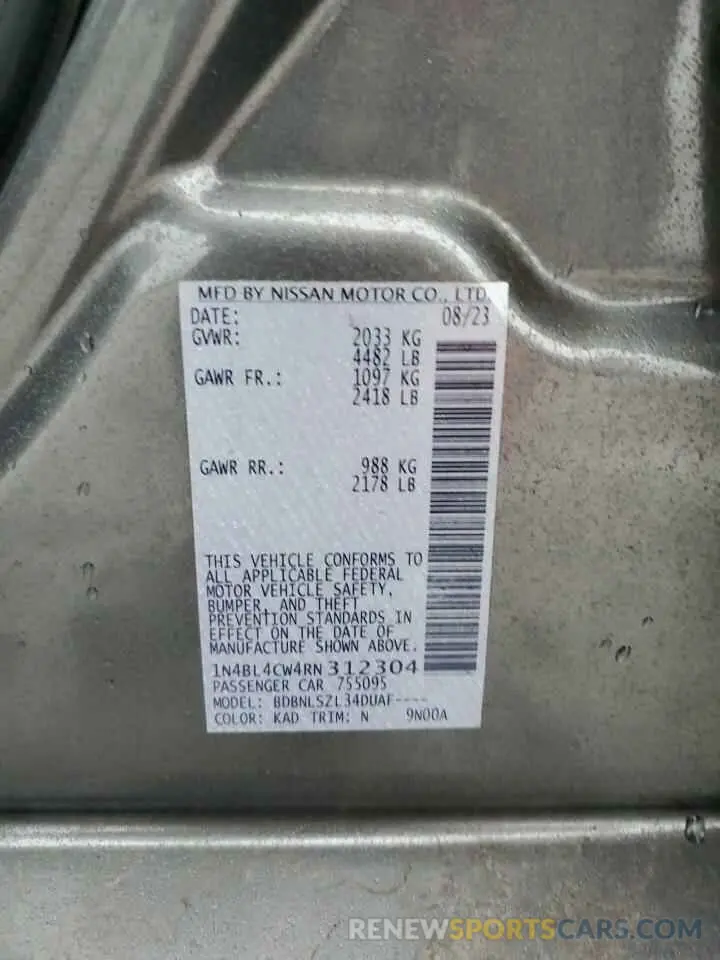 MFD BY NISSAN MOTOR CO., LTD.
DATE: 08/23
GVWR: 2033 KG
4482 LB
GAWR FR.: 1097 KG
2418 LB
GAWR RR.: 988 KG
2178 LB
THIS VEHICLE CONFORMS TO
ALL APPLICABLE FEDERAL
MOTOR VEHICLE SAFETY,
BUMPER, AND THEFT
PREVENTION STANDARDS IN
EFFECT ON THE DATE OF
MANUFACTURE SHOWN ABOVE.
1N4BL4CW4RN312304
PASSENGER CAR 755095
MODEL: BDBNLSZL34DUAF----
COLOR: KAD TRIM: N 9N00A
RENEWSPORTSCARS.COM